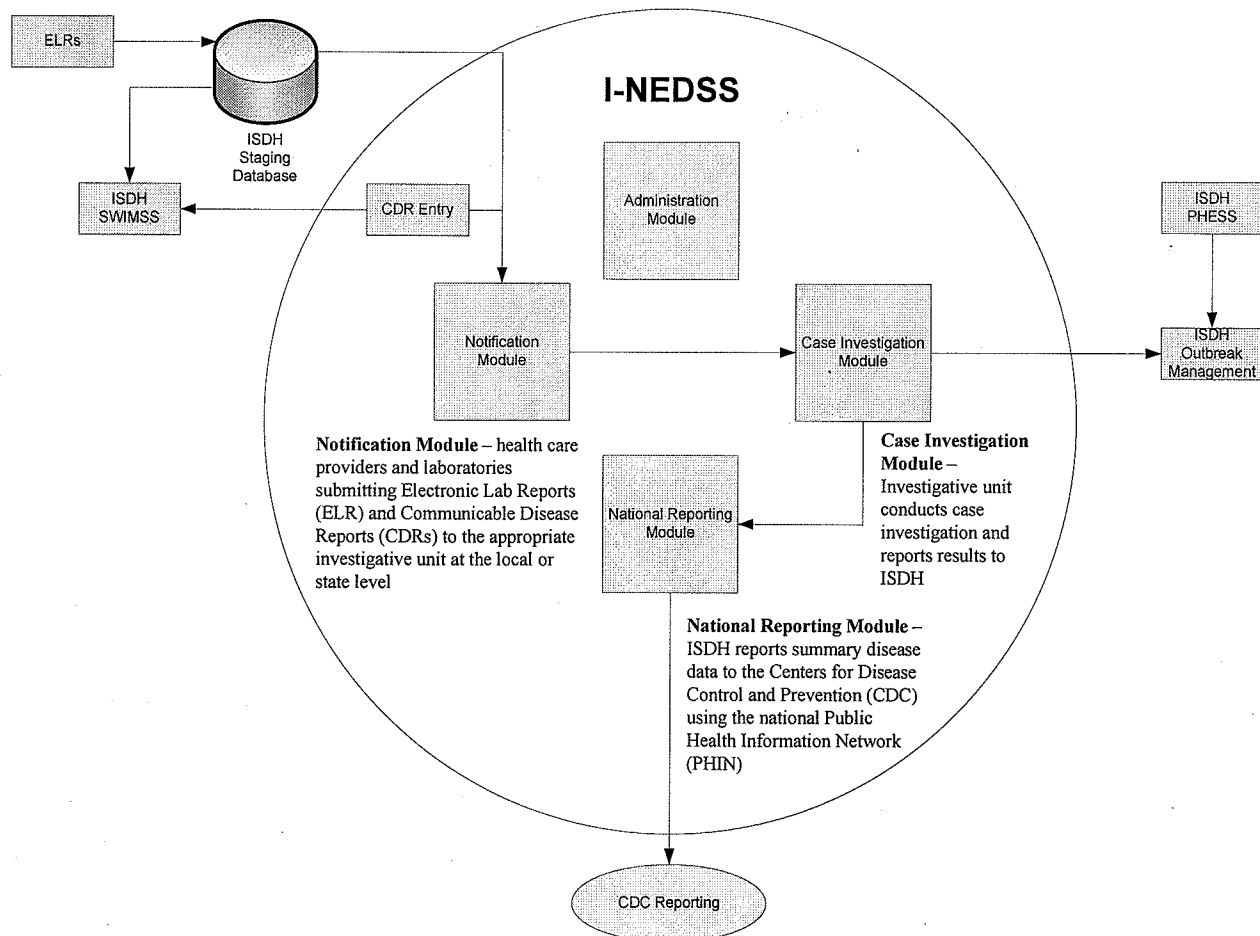 ELRs
ISDH
Staging
Database
I-NEDSS
ISDH
SWIMSS
CDR Entry
Administration
Module
ISDH
PHESS
Notification
Module
Case Investigation
Module
ISDH
Outbreak
Management
Notification Module – health care
providers and laboratories
submitting Electronic Lab Reports
(ELR) and Communicable Disease
Reports (CDRs) to the appropriate
investigative unit at the local or
state level
Case Investigation
Module –
Investigative unit
conducts case
investigation and
reports results to
ISDH
National Reporting
Module
National Reporting Module –
ISDH reports summary disease
data to the Centers for Disease
Control and Prevention (CDC)
using the national Public
Health Information Network
(PHIN)
CDC Reporting